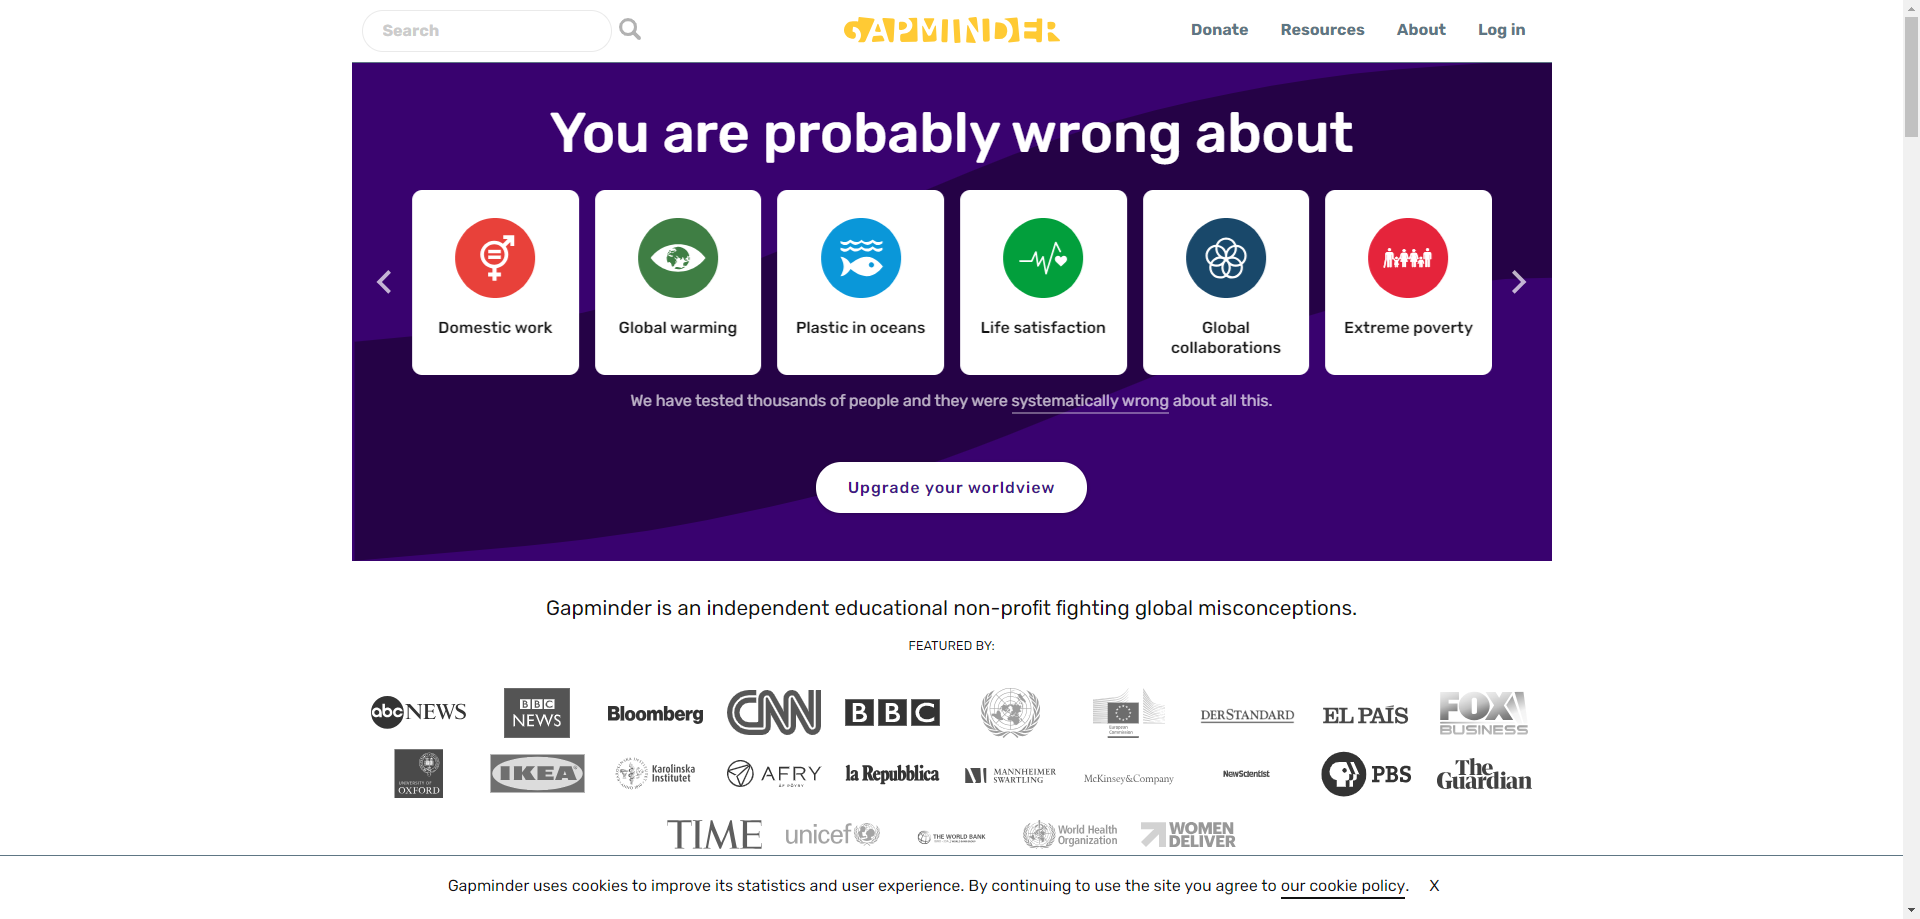 Search
GAPMINDER
Donate Resources About Log in
You are probably wrong about
Domestic work
Global warming
Plastic in oceans
Life satisfaction
Global
collaborations
Extreme poverty
We have tested thousands of people and they were systematically wrong about all this.
Upgrade your worldview
Gapminder is an independent educational non-profit fighting global misconceptions.
FEATURED BY:
abc NEWS
BBC
NEWS
Bloomberg
CNN
BBC
European
Commission
DERSTANDARD
EL PAÍS
FOX
BUSINESS
UNIVERSITY OF
OXFORD
IKEA
Karolinska
Institutet
AFRY
AF PÖYRY
la Repubblica
MANNHEIMER
SWARTLING
McKinsey&Company
NewScientist
PBS
The
Guardian
TIME
unicef
THE WORLD BANK
World Health
Organization
WOMEN
DELIVER
Gapminder uses cookies to improve its statistics and user experience. By continuing to use the site you agree to our cookie policy. X